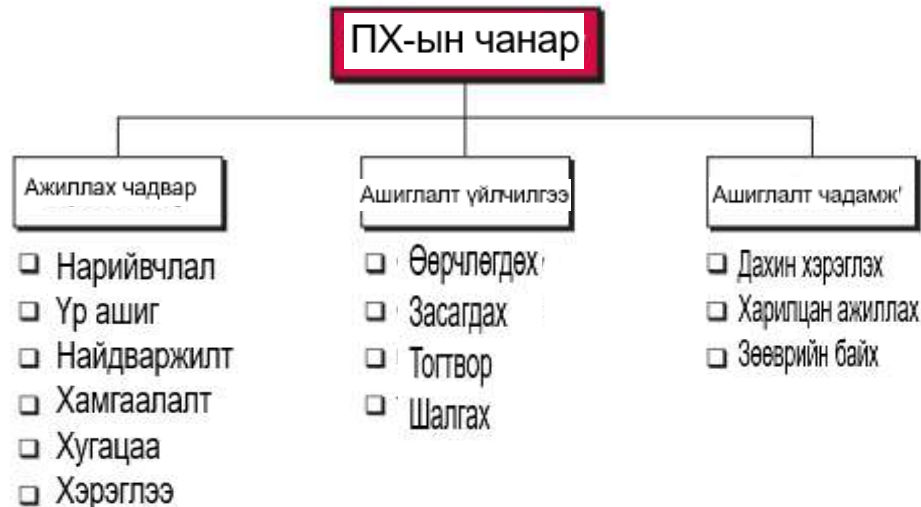 ПХ-ын чанар
Ажиллах чадвар
Нарийвчлал
Үр ашиг
Найдваржилт
Хамгаалалт
Хугацаа
Хэрэглээ
Ашиглалт үйлчилгээ
Өөрчлөгдөх
Засагдах
Тогтвор
Шалгах
Ашиглалт чадамж'
Дахин хэрэглэх
Харилцан ажиллах
Зөөврийн байх